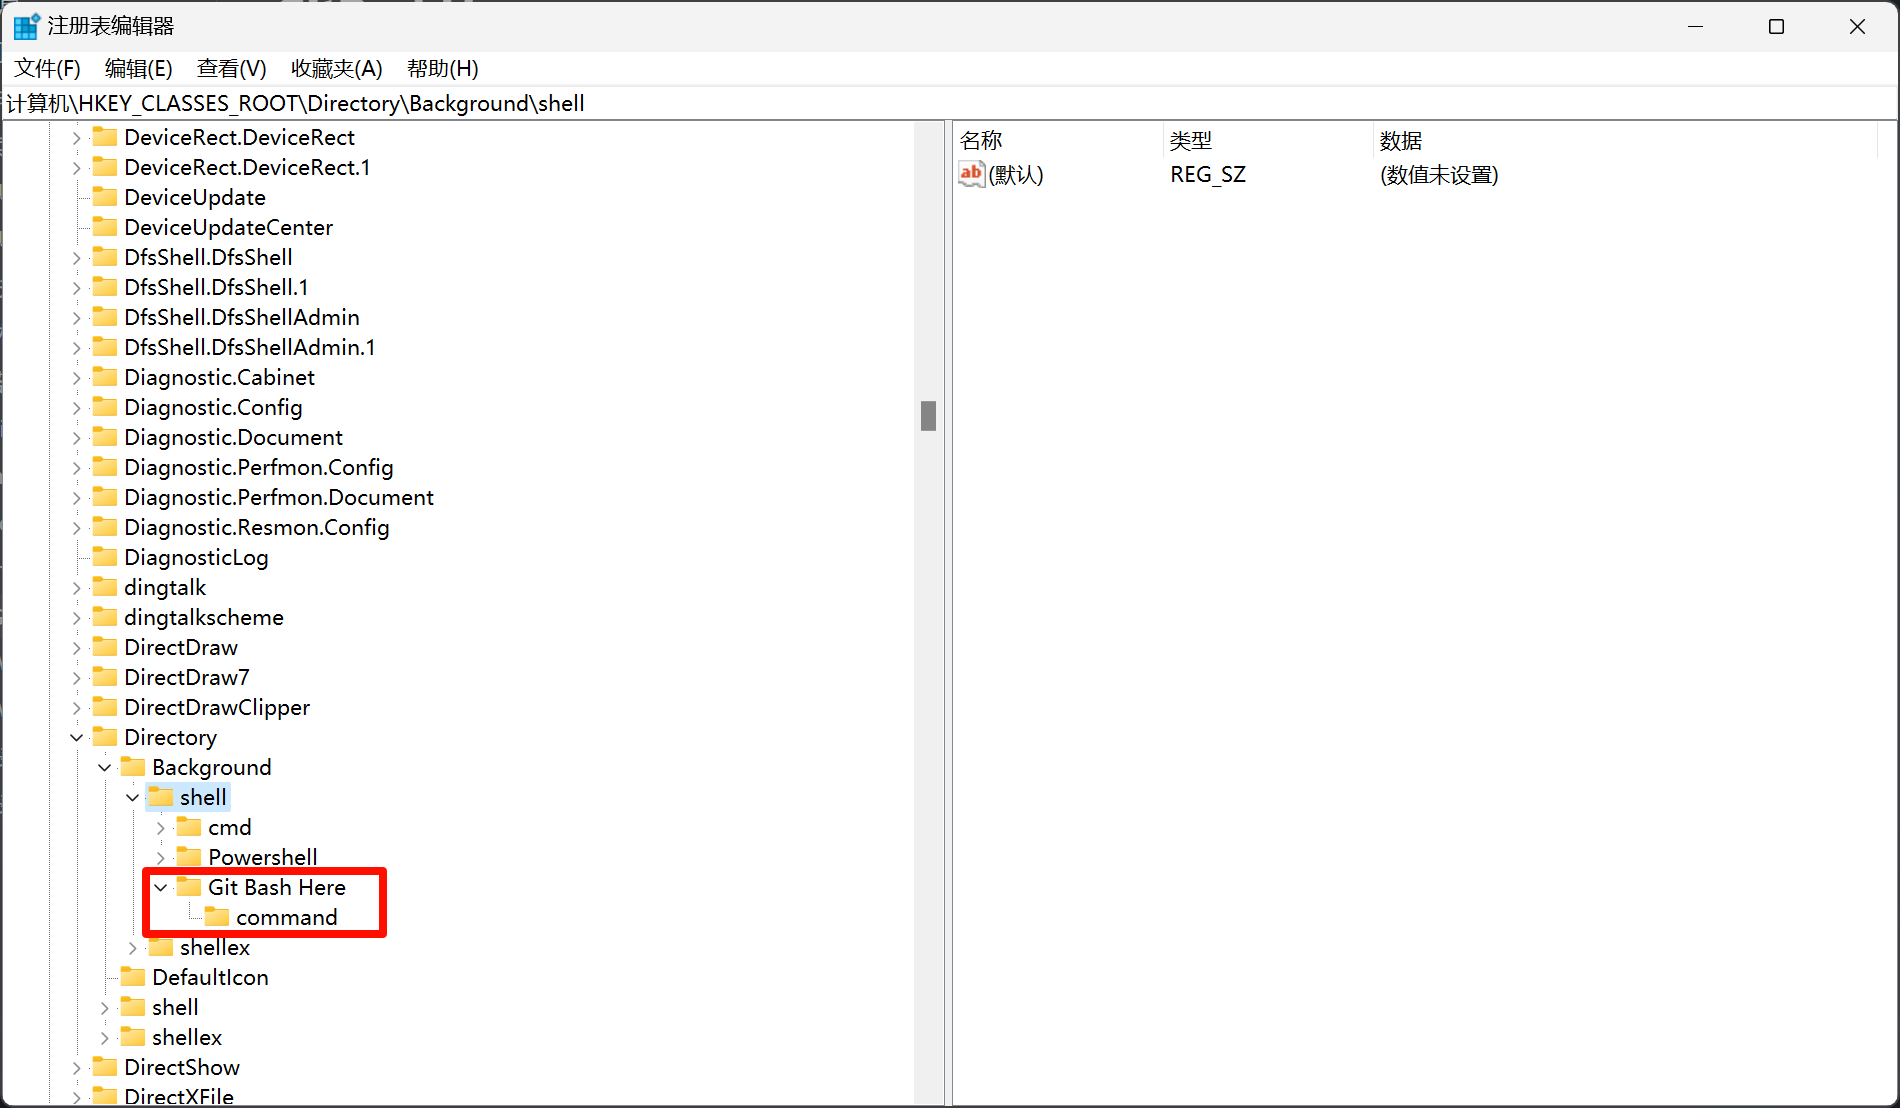 注册表编辑器
文件(F) 编辑(E) 查看(V) 收藏夹(A) 帮助(H)
计算机\HKEY_CLASSES_ROOT\Directory\Background\shell
DeviceRect.DeviceRect
DeviceRect.DeviceRect.1
DeviceUpdate
DeviceUpdateCenter
DfsShell.DfsShell
DfsShell.DfsShell.1
DfsShell.DfsShellAdmin
DfsShell.DfsShellAdmin.1
Diagnostic.Cabinet
Diagnostic.Config
Diagnostic.Document
Diagnostic.Perfmon.Config
Diagnostic.Perfmon.Document
Diagnostic.Resmon.Config
DiagnosticLog
dingtalk
dingtalkscheme
DirectDraw
DirectDraw7
DirectDrawClipper
Directory
Background
shell
cmd
Powershell
Git Bash Here
command
shellex
DefaultIcon
shell
shellex
DirectShow
DirectXFile
名称 类型 数据
ab (默认) REG_SZ (数值未设置)